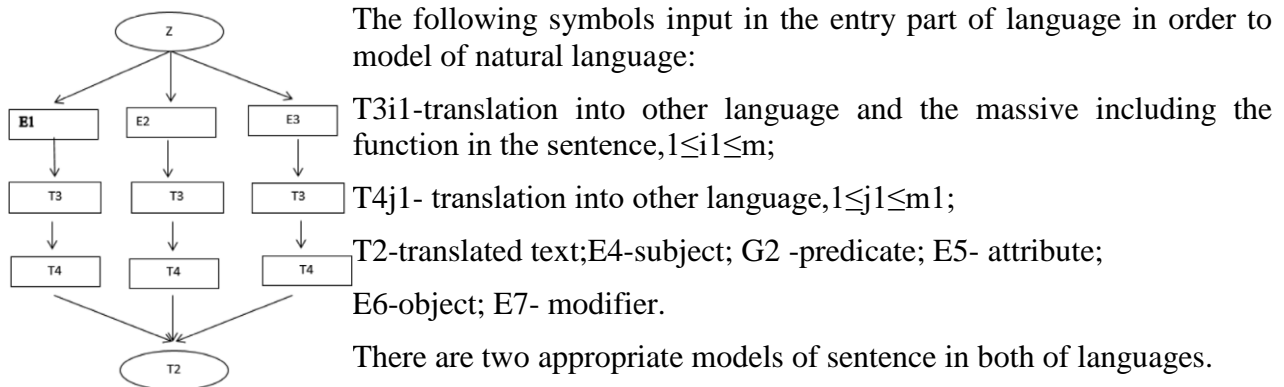 Z
E1
E2
E3
T3
T3
T3
T4
T4
T4
T2
The following symbols input in the entry part of language in order to
model of natural language:
T3i1-translation into other language and the massive including the
function in the sentence,1≤i1≤m;
T4j1- translation into other language,1≤j1≤m1;
T2-translated text;E4-subject; G2 -predicate; E5- attribute;
E6-object; E7- modifier.
There are two appropriate models of sentence in both of languages.